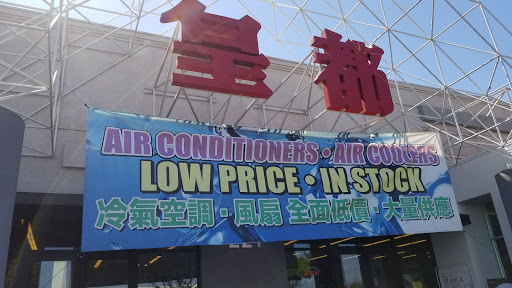 皇都
AIR CONDITIONERS • AIR COOLERS
LOW PRICE • IN STOCK
冷氣空調 • 風扇 全面低價 • 大量供應